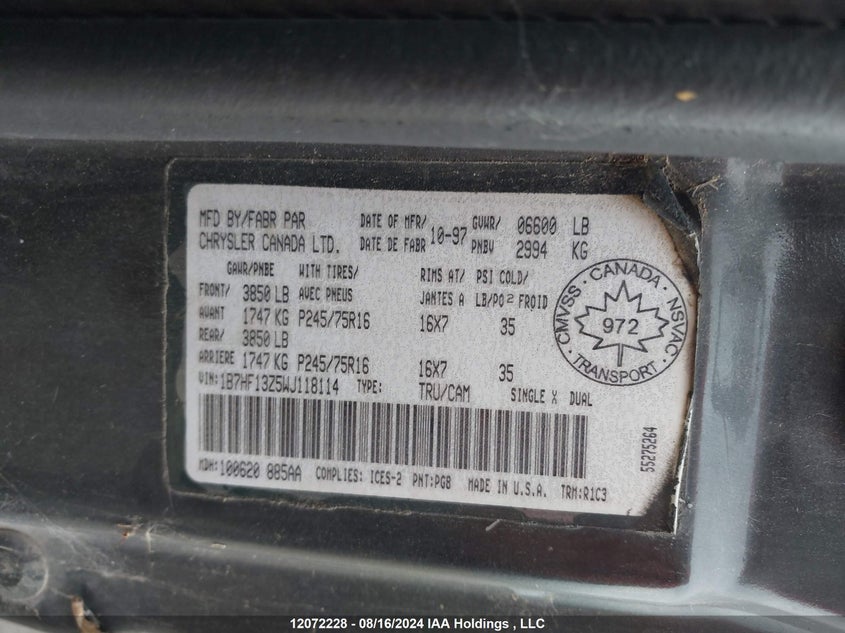 MFD BY/FABR PAR DATE OF MFR/ GVWR/ 06600 LB
CHRYSLER CANADA LTD. DATE DE FABR 10-97 PNBV 2994 KG
GAWR/PNBE WITH TIRES/ RIMS AT/ PSI COLD/
FRONT/ 3850 LB AVEC PNEUS JANTES A LB/PO2 FROID
AVANT 1747 KG P245/75R16 16X7 35
REAR/ 3850 LB
ARRIERE 1747 KG P245/75R16 16X7 35
VIN: 1B7HF13Z5WJ118114 TYPE: TRU/CAM SINGLE X DUAL
CMVSS • CANADA • NSVAC
972
TRANSPORT
55275264
MDH: 100620 885AA COMPLIES: ICES-2 PNT: PG8 MADE IN U.S.A. TRM: R1C3
12072228 - 08/16/2024 IAA Holdings , LLC